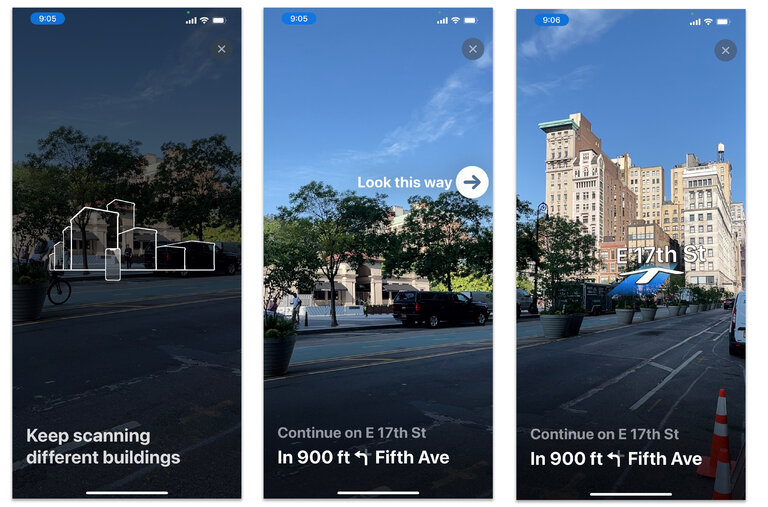 9:05
Keep scanning
different buildings
9:05
Look this way
Continue on E 17th St
In 900 ft Fifth Ave
9:06
E 17th St
Continue on E 17th St
In 900 ft Fifth Ave